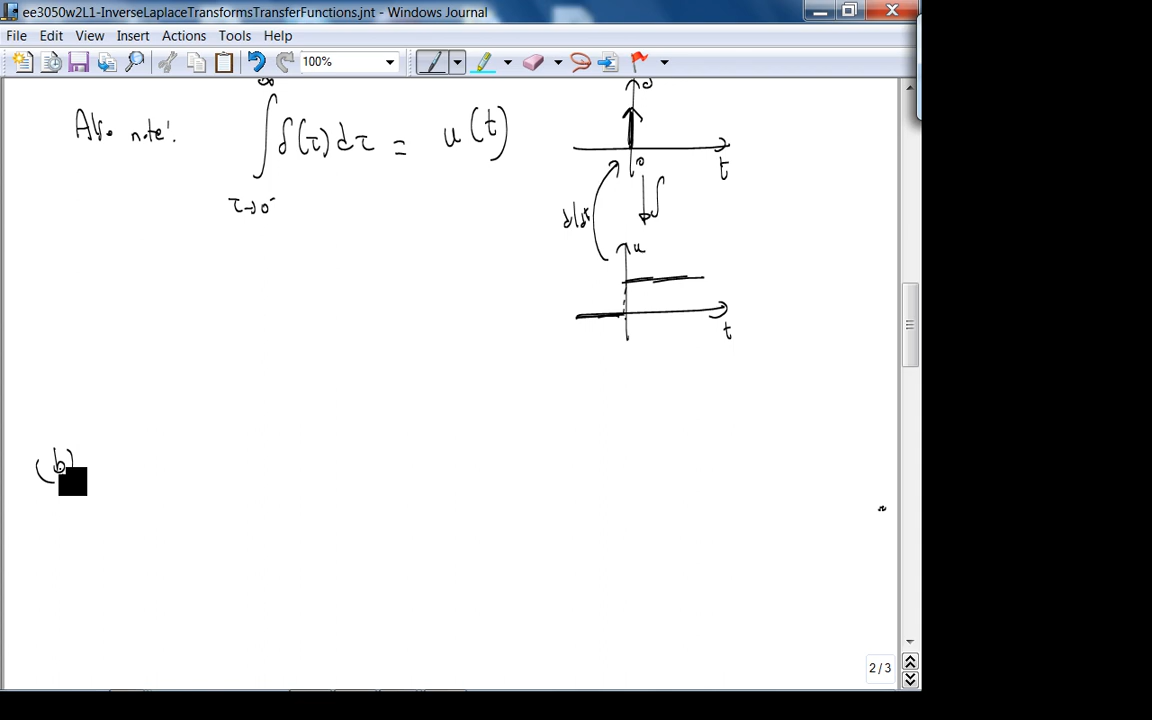 ee3050w2L1-InverseLaplaceTransformsTransferFunctions.jnt - Windows Journal
File Edit View Insert Actions Tools Help
100%
Also note: ∫ δ(τ) dτ = u(t)
∞
τ→0⁻
δ
0
t
d/dt
∫
u
t
(b)
2 / 3